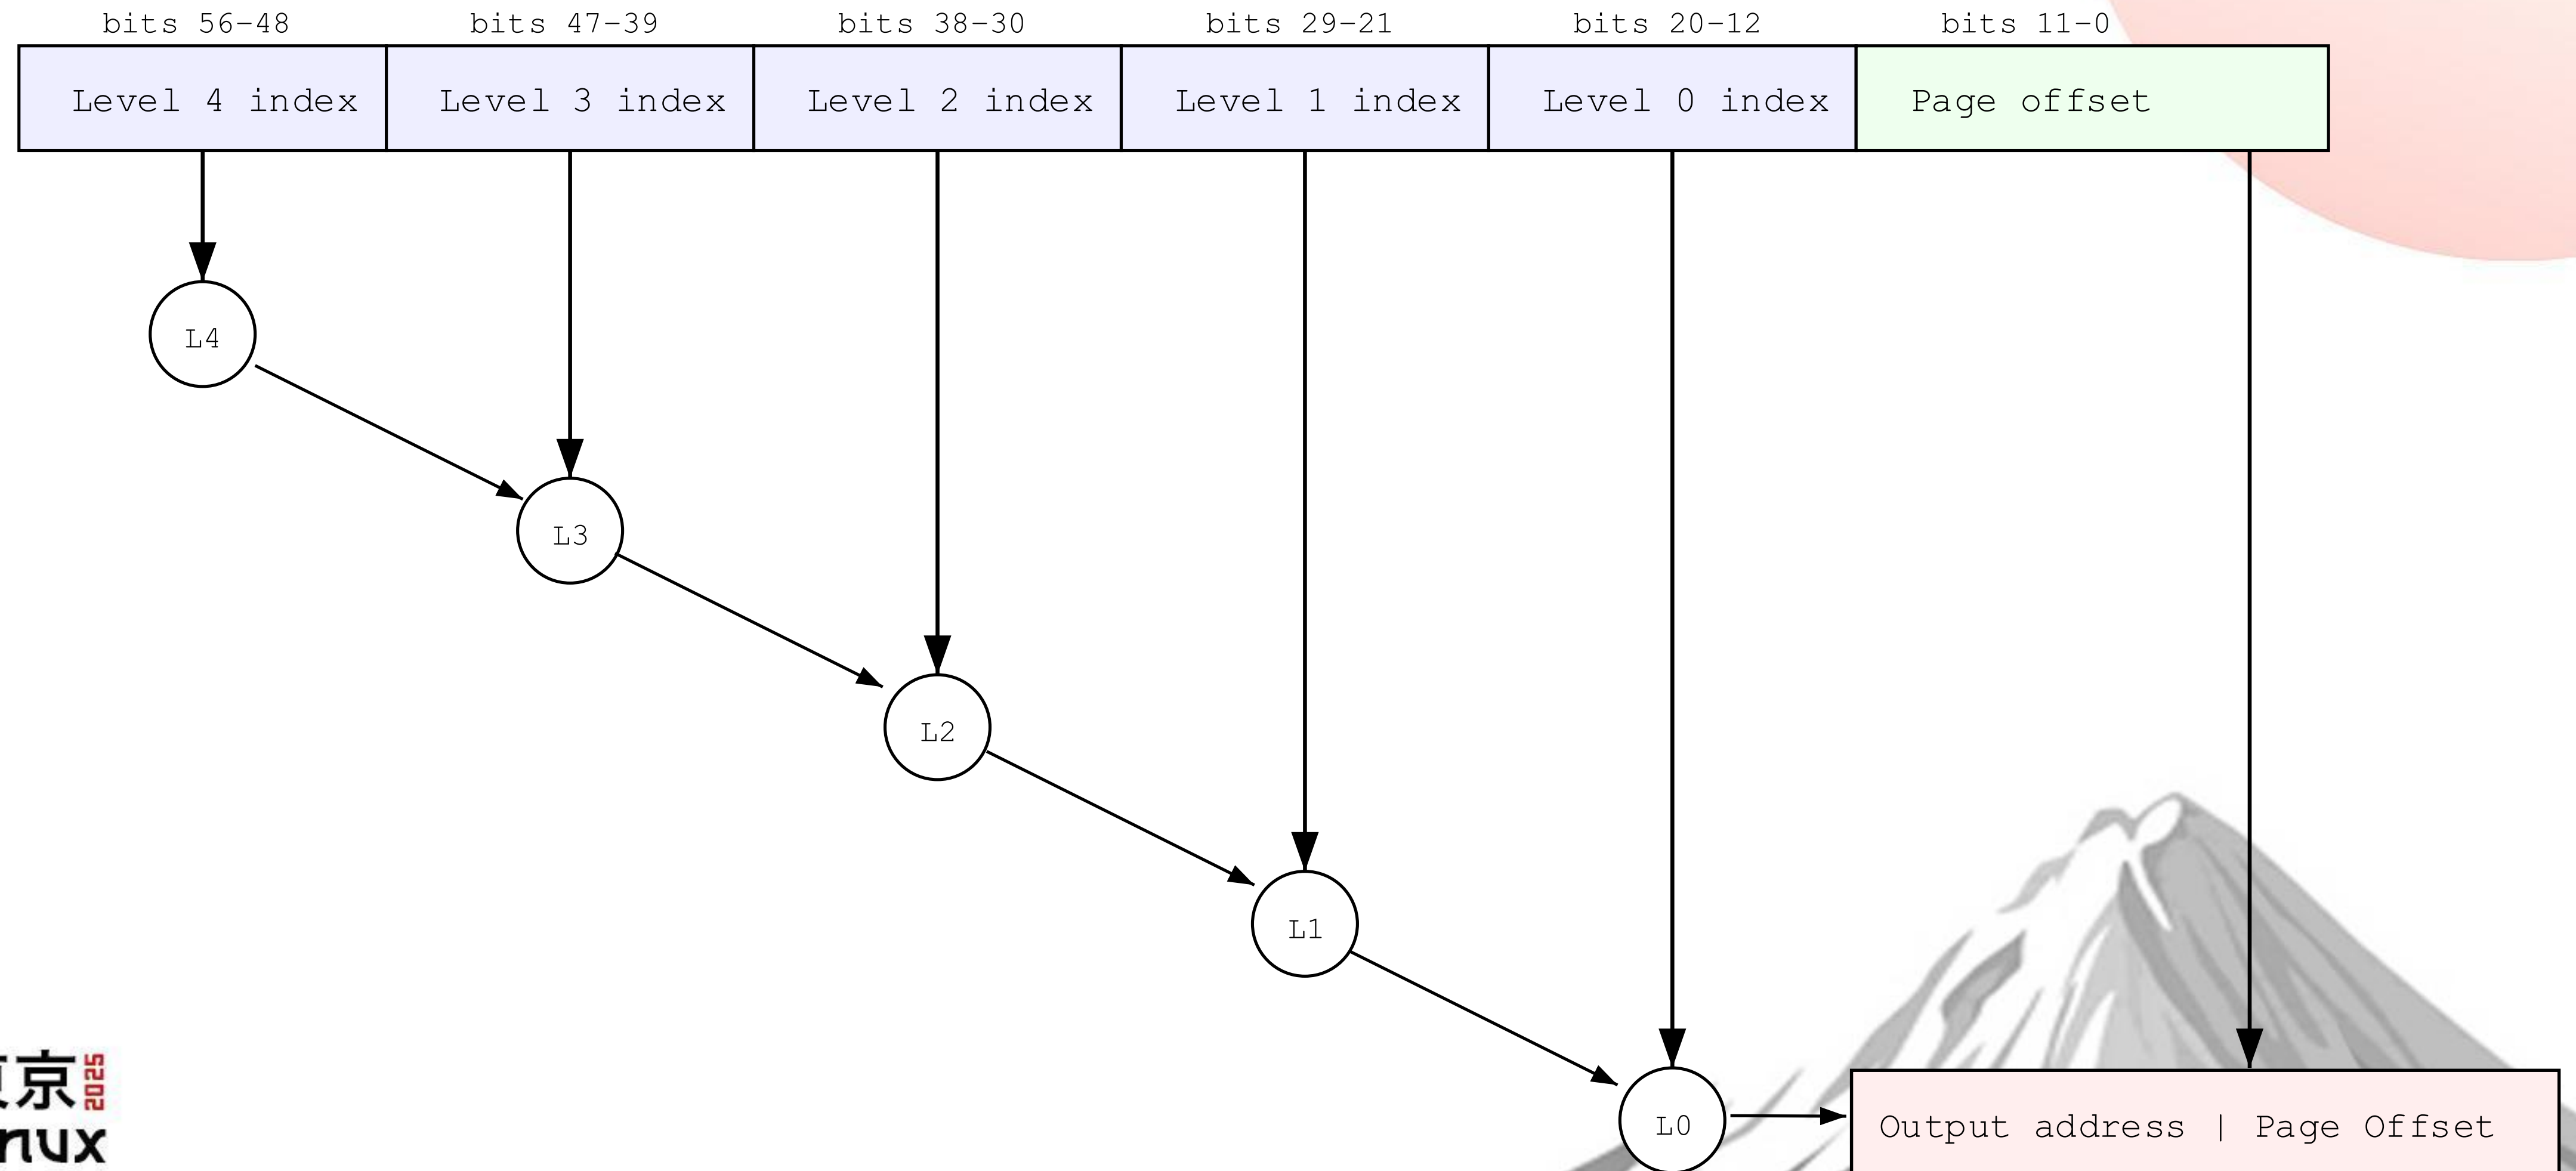 bits 56-48 bits 47-39 bits 38-30 bits 29-21 bits 20-12 bits 11-0
Level 4 index Level 3 index Level 2 index Level 1 index Level 0 index Page offset
L4
L3
L2
L1
L0
Output address | Page Offset
京 2025